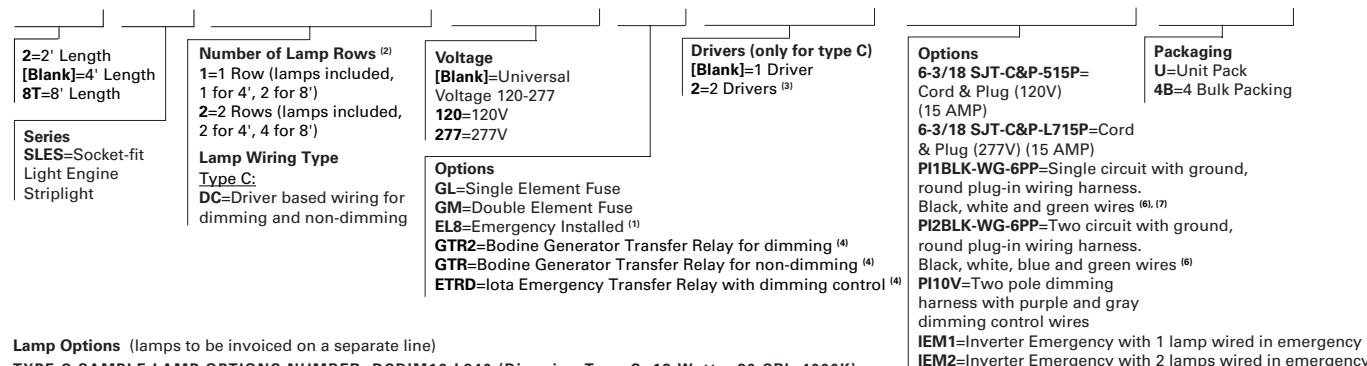 2=2' Length
[Blank]=4' Length
8T=8' Length
Series
SLES=Socket-fit
Light Engine
Striplight
Number of Lamp Rows (2)
1=1 Row (lamps included,
1 for 4', 2 for 8')
2=2 Rows (lamps included,
2 for 4', 4 for 8')
Lamp Wiring Type
Type C:
DC=Driver based wiring for
dimming and non-dimming
Voltage
[Blank]=Universal
Voltage 120-277
120=120V
277=277V
Options
GL=Single Element Fuse
GM=Double Element Fuse
EL8=Emergency Installed (1)
GTR2=Bodine Generator Transfer Relay for dimming (4)
GTR=Bodine Generator Transfer Relay for non-dimming (4)
ETRD=Iota Emergency Transfer Relay with dimming control (4)
Drivers (only for type C)
[Blank]=1 Driver
2=2 Drivers (3)
Options
6-3/18 SJT-C&P-515P=
Cord & Plug (120V)
(15 AMP)
6-3/18 SJT-C&P-L715P=Cord
& Plug (277V) (15 AMP)
PI1BLK-WG-6PP=Single circuit with ground,
round plug-in wiring harness.
Black, white and green wires (6), (7)
PI2BLK-WG-6PP=Two circuit with ground,
round plug-in wiring harness.
Black, white, blue and green wires (6)
PI10V=Two pole dimming
harness with purple and gray
dimming control wires
IEM1=Inverter Emergency with 1 lamp wired in emergency
IEM2=Inverter Emergency with 2 lamps wired in emergency
Packaging
U=Unit Pack
4B=4 Bulk Packing
Lamp Options (lamps to be invoiced on a separate line)